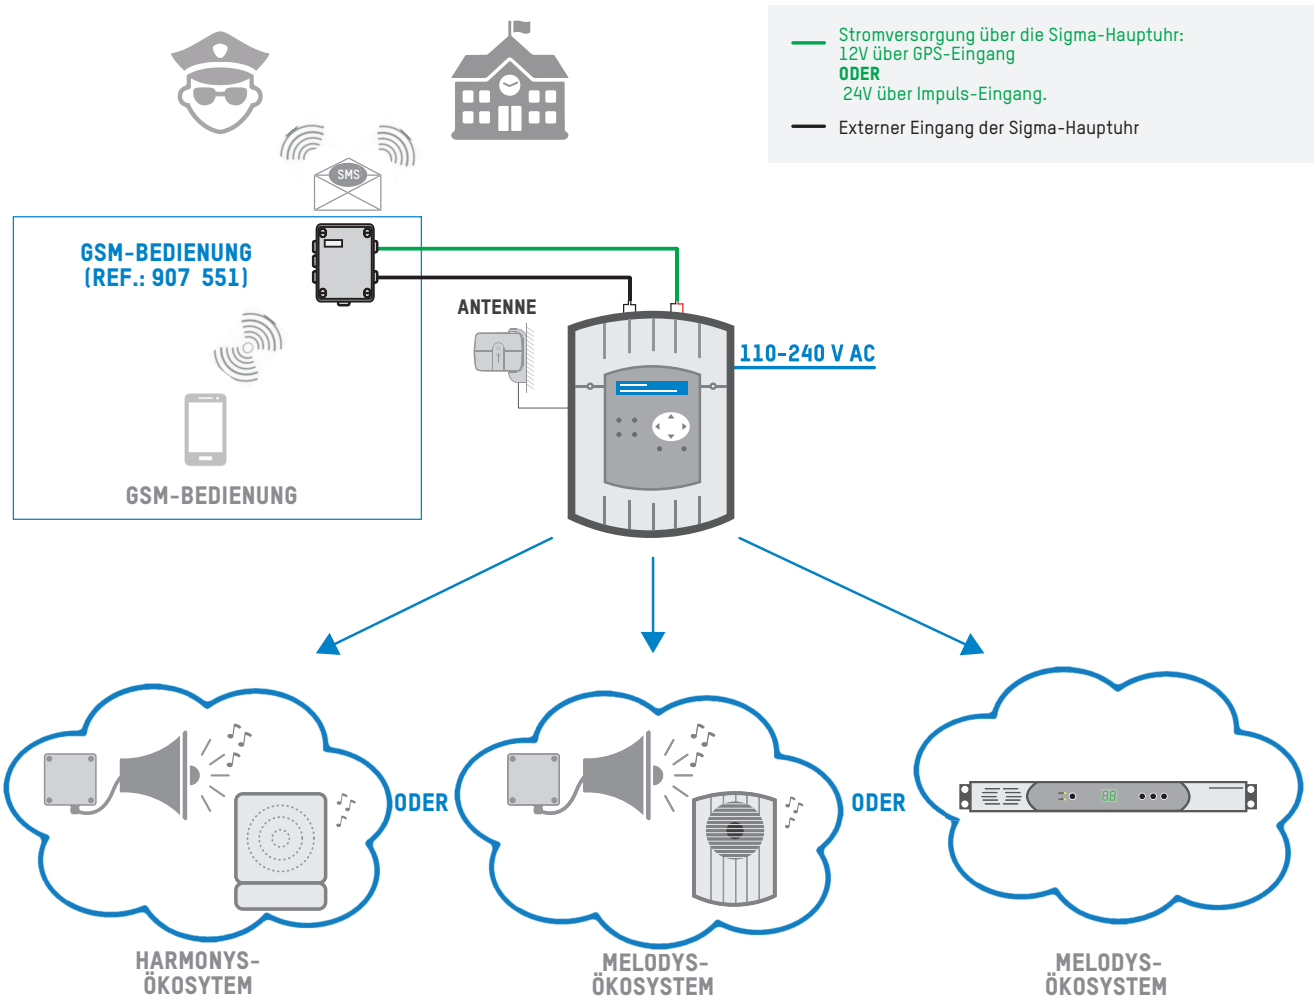 Stromversorgung über die Sigma-Hauptuhr:
12V über GPS-Eingang
ODER
24V über Impuls-Eingang.
Externer Eingang der Sigma-Hauptuhr
SMS
GSM-BEDIENUNG
(REF.: 907 551)
ANTENNE
110-240 V AC
GSM-BEDIENUNG
ODER
ODER
88
HARMONYS-
ÖKOSYTEM
MELODYS-
ÖKOSYSTEM
MELODYS-
ÖKOSYSTEM